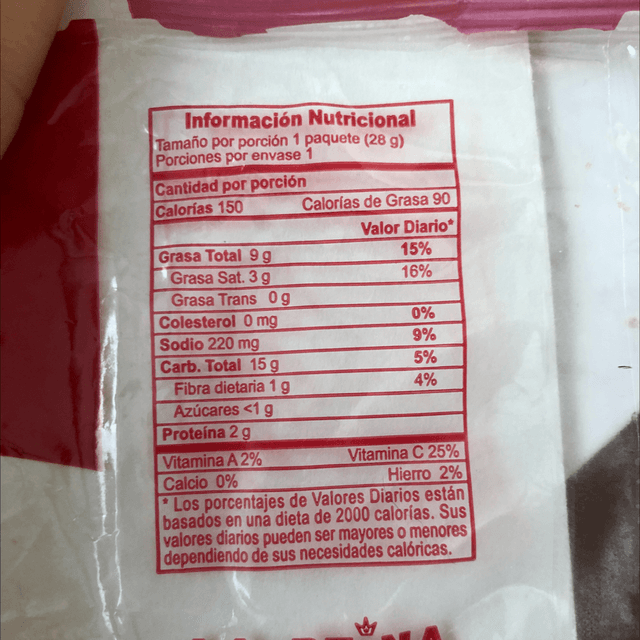 Información Nutricional
Tamaño por porción 1 paquete (28 g)
Porciones por envase 1
Cantidad por porción
Calorías 150 Calorías de Grasa 90
Valor Diario*
Grasa Total 9 g 15%
Grasa Sat. 3 g 16%
Grasa Trans 0 g
Colesterol 0 mg 0%
Sodio 220 mg 9%
Carb. Total 15 g 5%
Fibra dietaria 1 g 4%
Azúcares <1 g
Proteína 2 g
Vitamina A 2% Vitamina C 25%
Calcio 0% Hierro 2%
* Los porcentajes de Valores Diarios están
basados en una dieta de 2000 calorías. Sus
valores diarios pueden ser mayores o menores
dependiendo de sus necesidades calóricas.